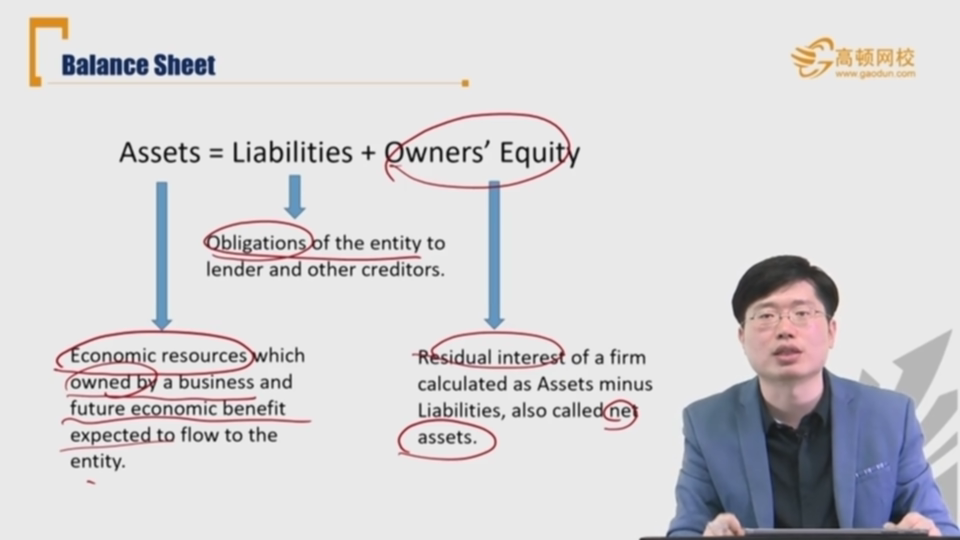 Balance Sheet
高顿网校
www.gaodun.com
Assets = Liabilities + Owners' Equity
Obligations of the entity to
lender and other creditors.
Economic resources which
owned by a business and
future economic benefit
expected to flow to the
entity.
Residual interest of a firm
calculated as Assets minus
Liabilities, also called net
assets.